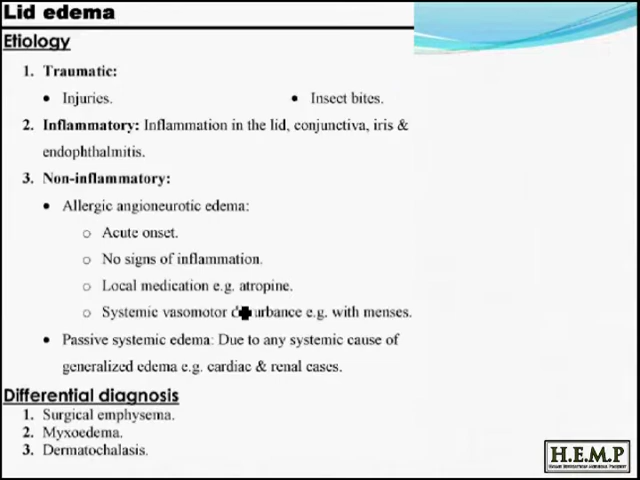 Lid edema
Etiology
1. Traumatic:
• Injuries. • Insect bites.
2. Inflammatory: Inflammation in the lid, conjunctiva, iris &
endophthalmitis.
3. Non-inflammatory:
• Allergic angioneurotic edema:
o Acute onset.
o No signs of inflammation.
o Local medication e.g. atropine.
o Systemic vasomotor d urbance e.g. with menses.
• Passive systemic edema: Due to any systemic cause of
generalized edema e.g. cardiac & renal cases.
Differential diagnosis
1. Surgical emphysema.
2. Myxoedema.
3. Dermatochalasis.
H.E.M.P